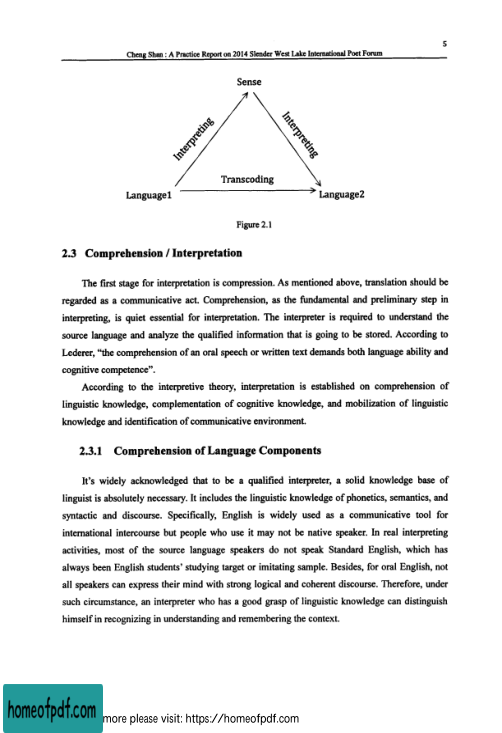 5
Cheng Shan : A Practice Report on 2014 Slender West Lake International Poet Forum
Sense
Interpreting
Interpreting
Transcoding
Language1
Language2
Figure 2.1
2.3 Comprehension / Interpretation
The first stage for interpretation is compression. As mentioned above, translation should be
regarded as a communicative act. Comprehension, as the fundamental and preliminary step in
interpreting, is quiet essential for interpretation. The interpreter is required to understand the
source language and analyze the qualified information that is going to be stored. According to
Lederer, “the comprehension of an oral speech or written text demands both language ability and
cognitive competence”.
According to the interpretive theory, interpretation is established on comprehension of
linguistic knowledge, complementation of cognitive knowledge, and mobilization of linguistic
knowledge and identification of communicative environment.
2.3.1 Comprehension of Language Components
It's widely acknowledged that to be a qualified interpreter, a solid knowledge base of
linguist is absolutely necessary. It includes the linguistic knowledge of phonetics, semantics, and
syntactic and discourse. Specifically, English is widely used as a communicative tool for
international intercourse but people who use it may not be native speaker. In real interpreting
activities, most of the source language speakers do not speak Standard English, which has
always been English students' studying target or imitating sample. Besides, for oral English, not
all speakers can express their mind with strong logical and coherent discourse. Therefore, under
such circumstance, an interpreter who has a good grasp of linguistic knowledge can distinguish
himself in recognizing in understanding and remembering the context.
homeofpdf.com
more please visit: https://homeofpdf.com